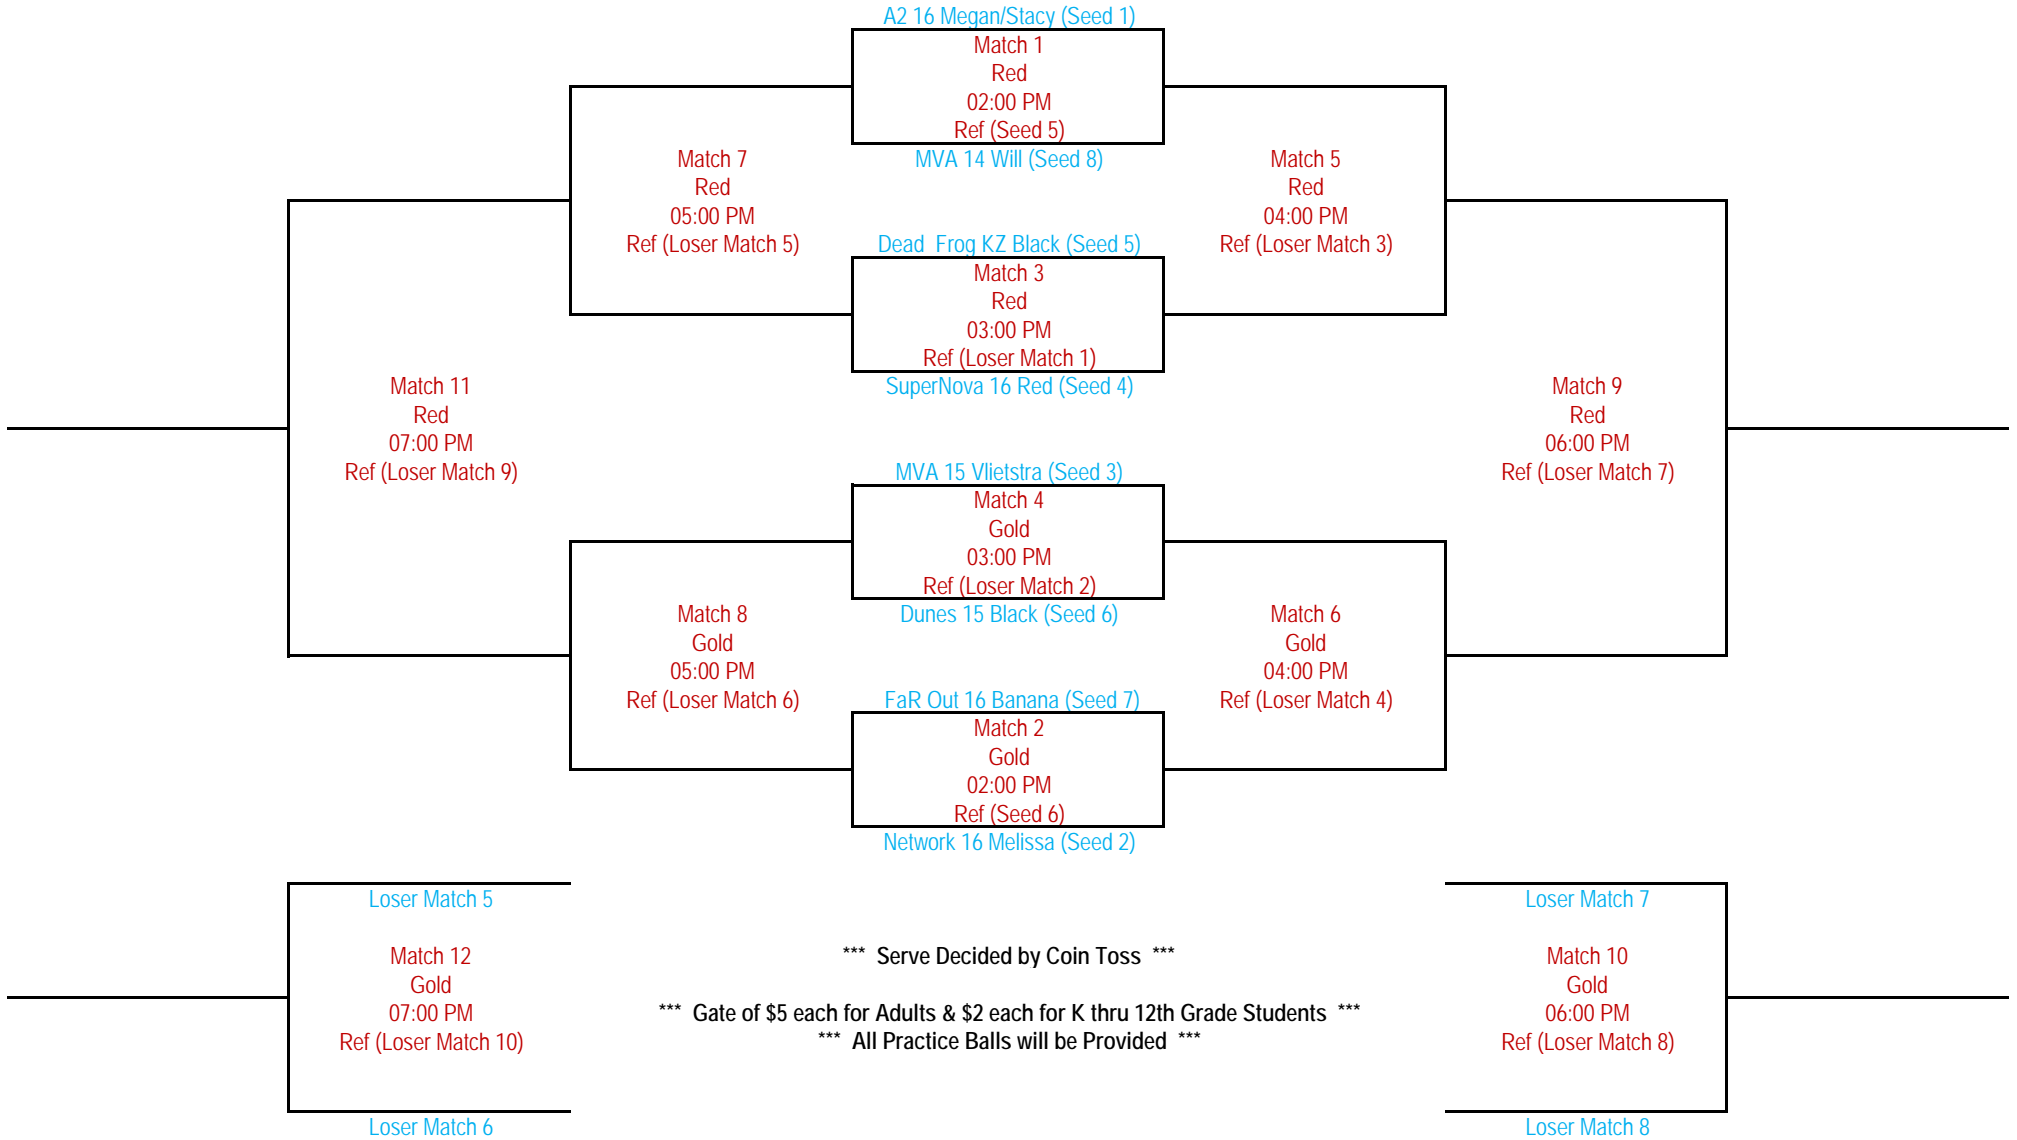 A2 16 Megan/Stacy (Seed 1)
Match 1
Red
02:00 PM
Ref (Seed 5)
MVA 14 Will (Seed 8)
Match 7
Red
05:00 PM
Ref (Loser Match 5)
Match 5
Red
04:00 PM
Ref (Loser Match 3)
Dead  Frog KZ Black (Seed 5)
Match 3
Red
03:00 PM
Ref (Loser Match 1)
SuperNova 16 Red (Seed 4)
Match 11
Red
07:00 PM
Ref (Loser Match 9)
Match 9
Red
06:00 PM
Ref (Loser Match 7)
MVA 15 Vlietstra (Seed 3)
Match 4
Gold
03:00 PM
Ref (Loser Match 2)
Dunes 15 Black (Seed 6)
Match 8
Gold
05:00 PM
Ref (Loser Match 6)
Match 6
Gold
04:00 PM
Ref (Loser Match 4)
FaR Out 16 Banana (Seed 7)
Match 2
Gold
02:00 PM
Ref (Seed 6)
Network 16 Melissa (Seed 2)
Loser Match 5
Match 12
Gold
07:00 PM
Ref (Loser Match 10)
Loser Match 6
*** Serve Decided by Coin Toss ***
*** Gate of $5 each for Adults & $2 each for K thru 12th Grade Students ***
*** All Practice Balls will be Provided ***
Loser Match 7
Match 10
Gold
06:00 PM
Ref (Loser Match 8)
Loser Match 8